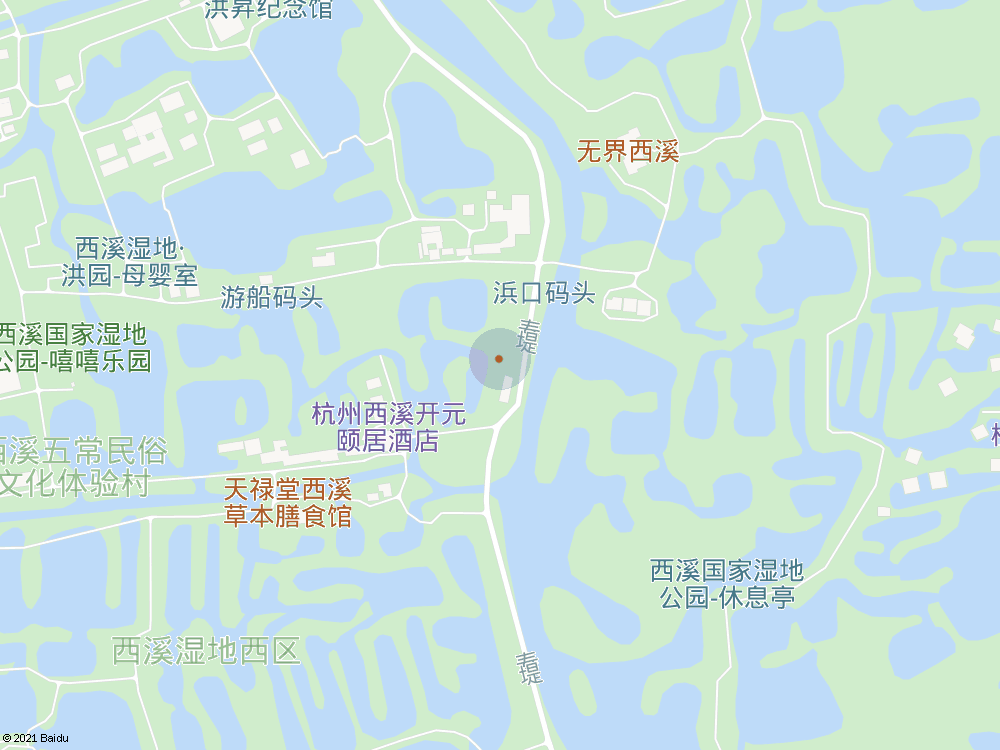 洪昇纪念馆
无界西溪
西溪湿地·
洪园-母婴室
游船码头
浜口码头
西溪国家湿地
公园-嘻嘻乐园
寿堤
杭州西溪开元
颐居酒店
西溪五常民俗
文化体验村
天禄堂西溪
草本膳食馆
西溪国家湿地
公园-休息亭
西溪湿地西区
寿堤
© 2021 Baidu